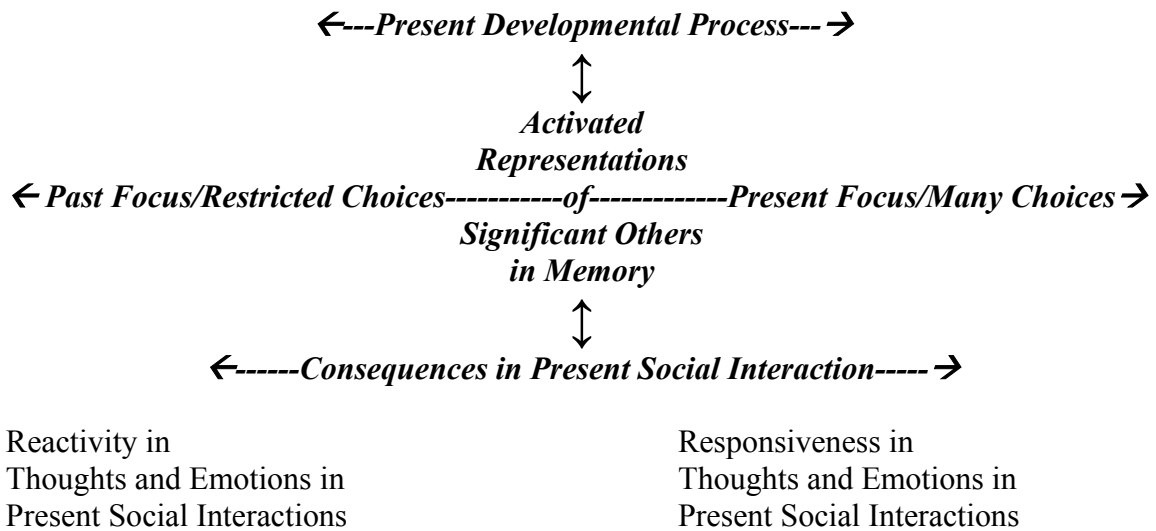 ←---Present Developmental Process---→
↕
Activated
Representations
← Past Focus/Restricted Choices-----------of-------------Present Focus/Many Choices→
Significant Others
in Memory
↕
←------Consequences in Present Social Interaction-----→
Reactivity in Responsiveness in
Thoughts and Emotions in Thoughts and Emotions in
Present Social Interactions Present Social Interactions